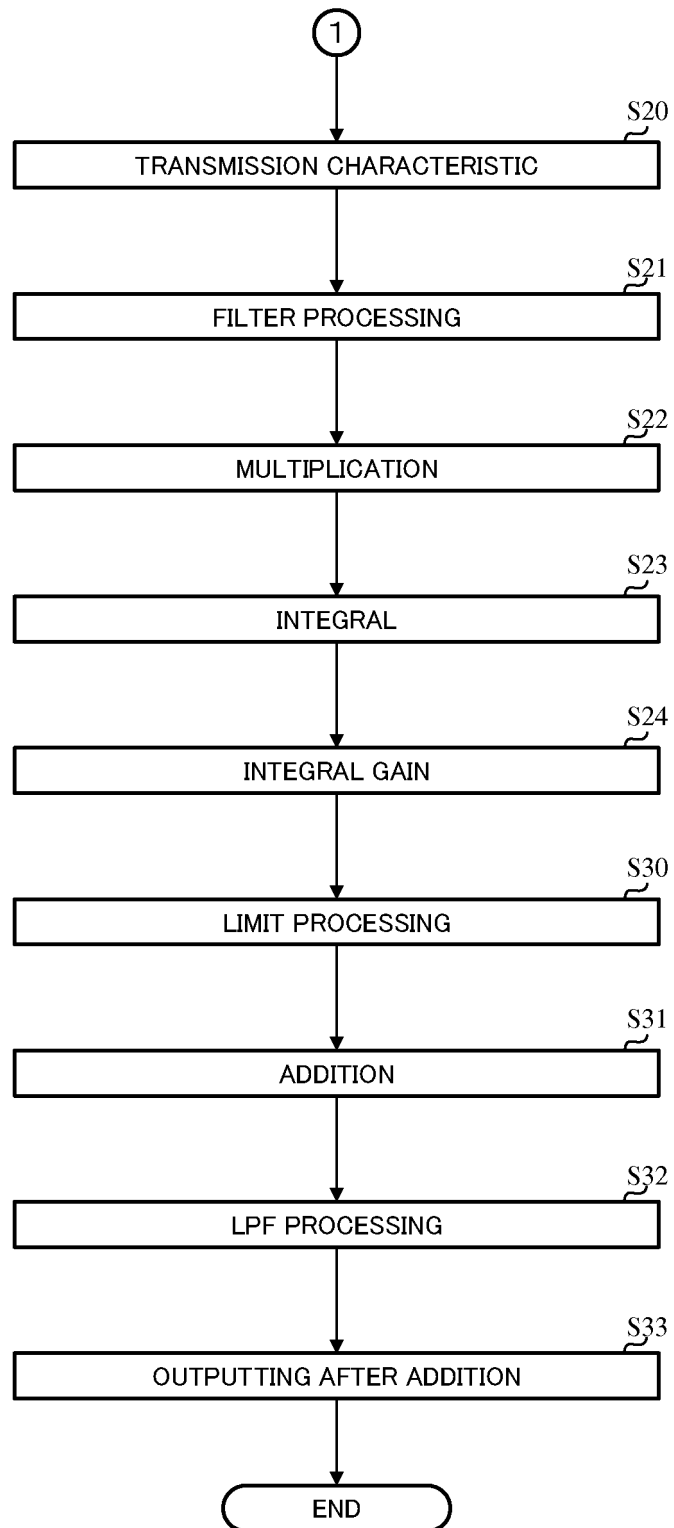 1
S20
TRANSMISSION CHARACTERISTIC
S21
FILTER PROCESSING
S22
MULTIPLICATION
S23
INTEGRAL
S24
INTEGRAL GAIN
S30
LIMIT PROCESSING
S31
ADDITION
S32
LPF PROCESSING
S33
OUTPUTTING AFTER ADDITION
END